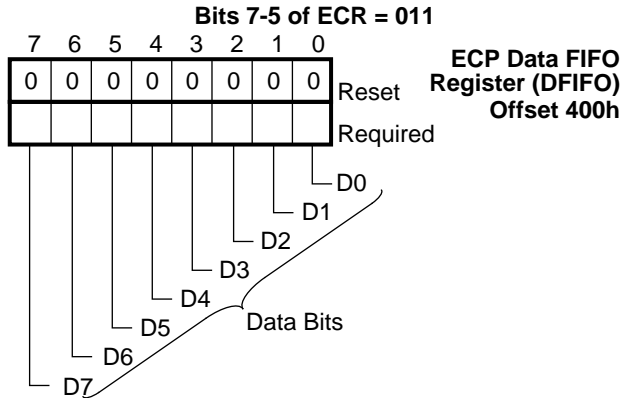 Bits 7-5 of ECR = 011
7 6 5 4 3 2 1 0
ECP Data FIFO
Register (DFIFO)
Offset 400h
0 0 0 0 0 0 0 0 Reset
Required
D0
D1
D2
D3
D4
D5
D6
D7
Data Bits